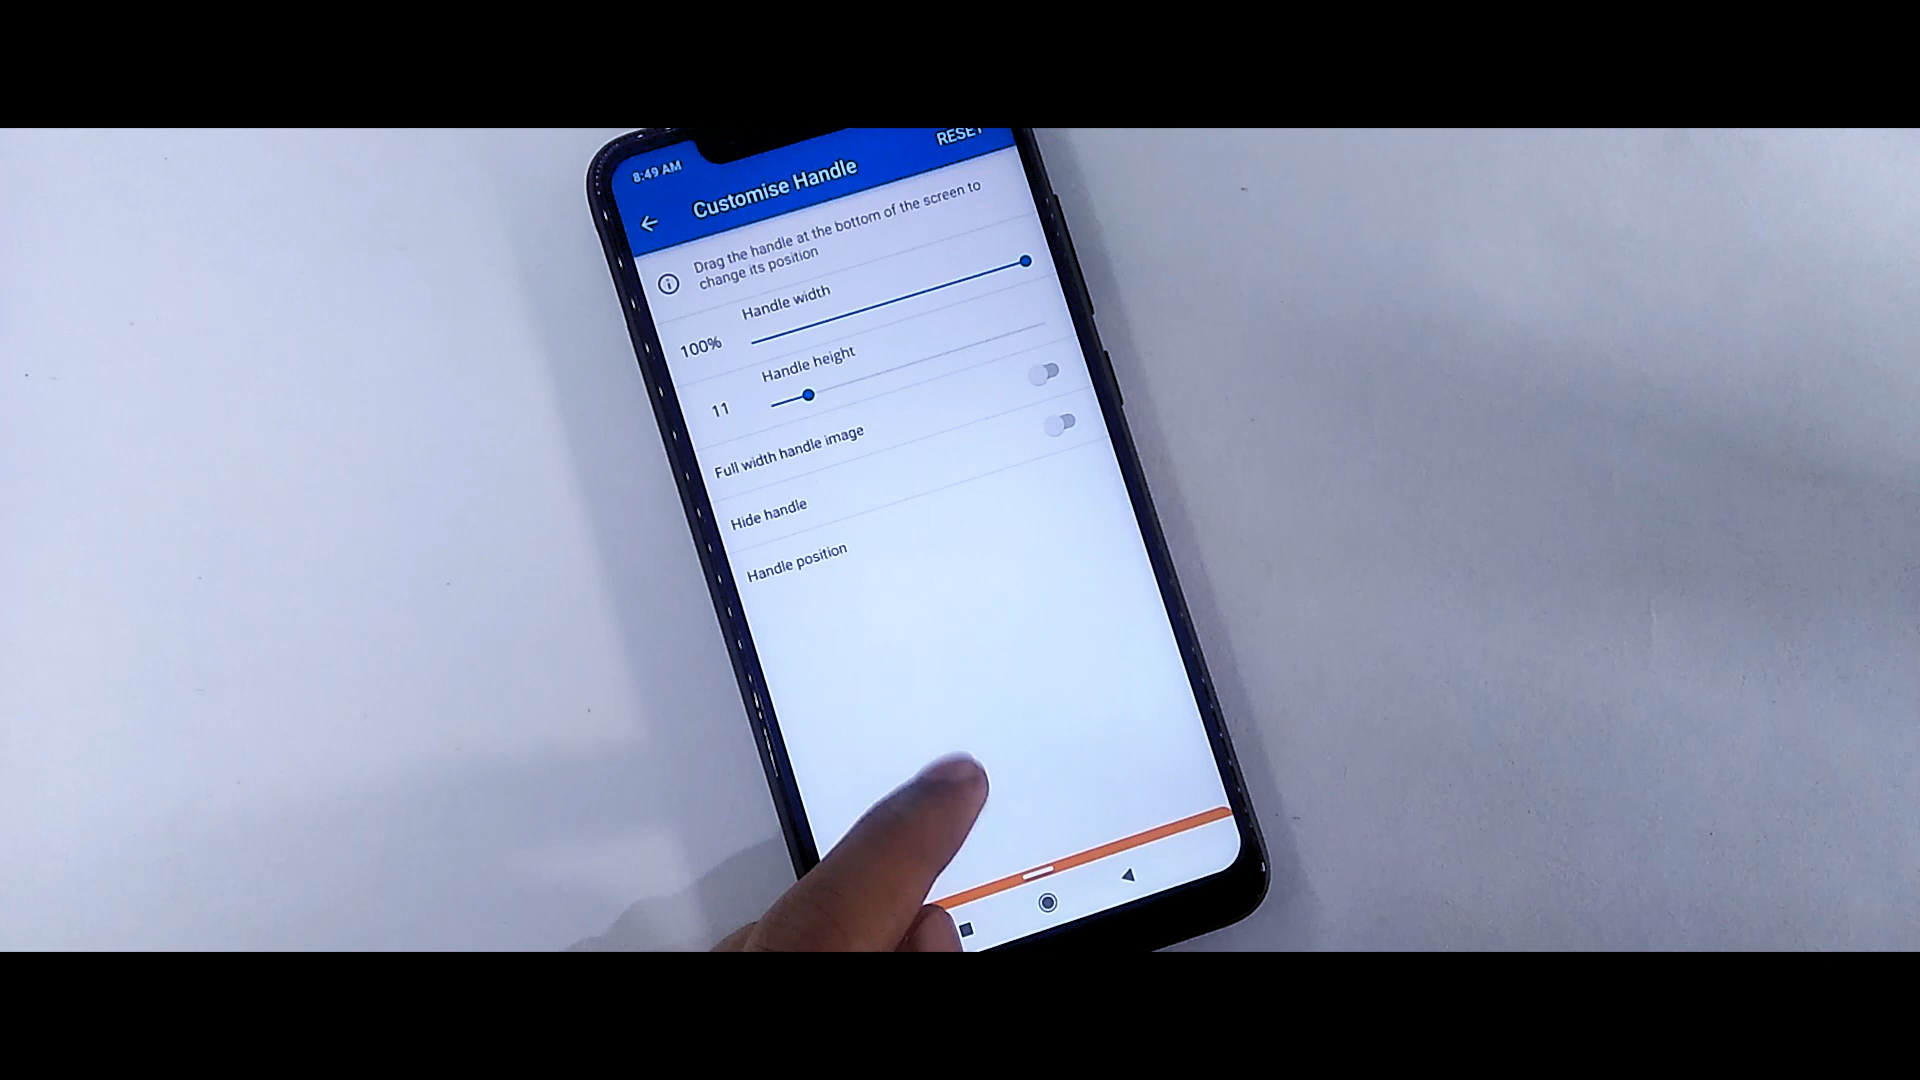 8:49 AM
RESET
Customise Handle
Drag the handle at the bottom of the screen to
change its position
Handle width
100%
Handle height
11
Full width handle image
Hide handle
Handle position